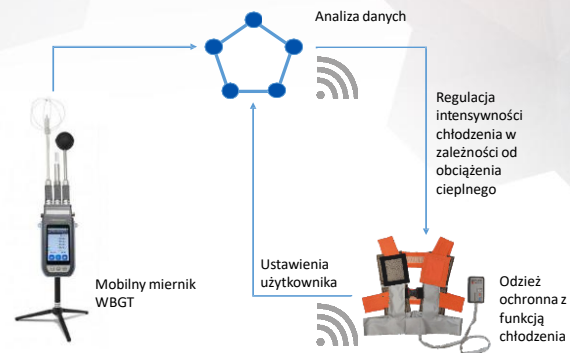 Analiza danych
Regulacja
intensywności
chłodzenia w
zależności od
obciążenia
cieplnego
Mobilny miernik
WBGT
Ustawienia
użytkownika
Odzież
ochronna z
funkcją
chłodzenia